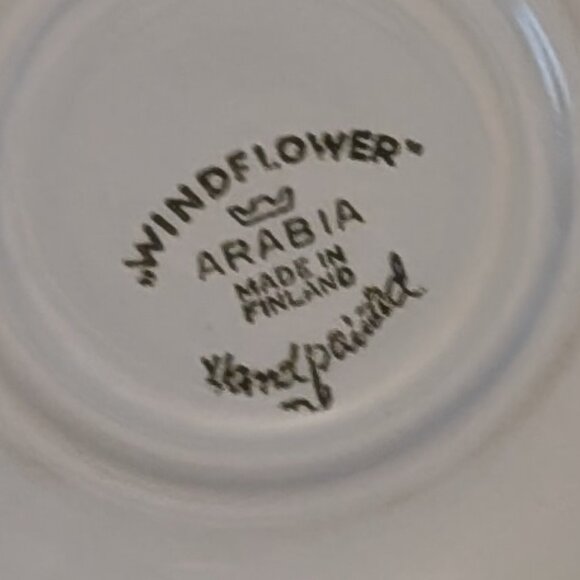 „WINDFLOWER"
ARABIA
MADE IN
FINLAND
Handpainted